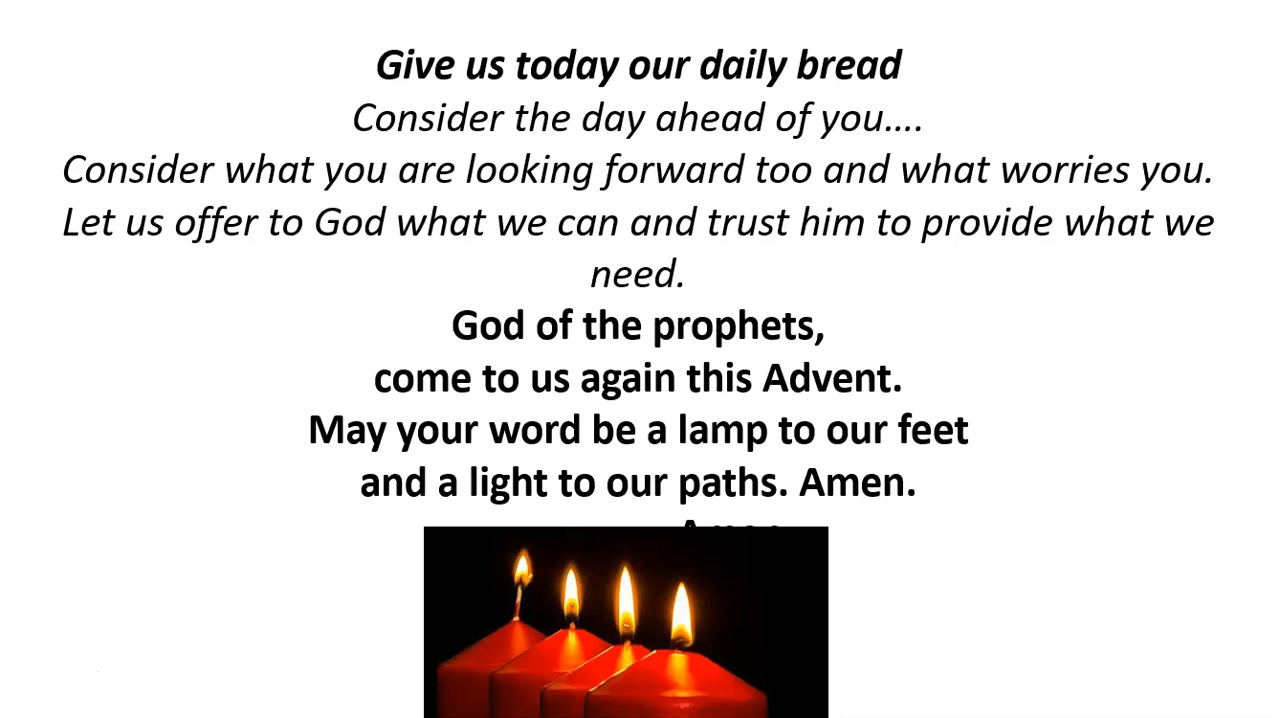 Give us today our daily bread
Consider the day ahead of you....
Consider what you are looking forward too and what worries you.
Let us offer to God what we can and trust him to provide what we
need.
God of the prophets,
come to us again this Advent.
May your word be a lamp to our feet
and a light to our paths. Amen.